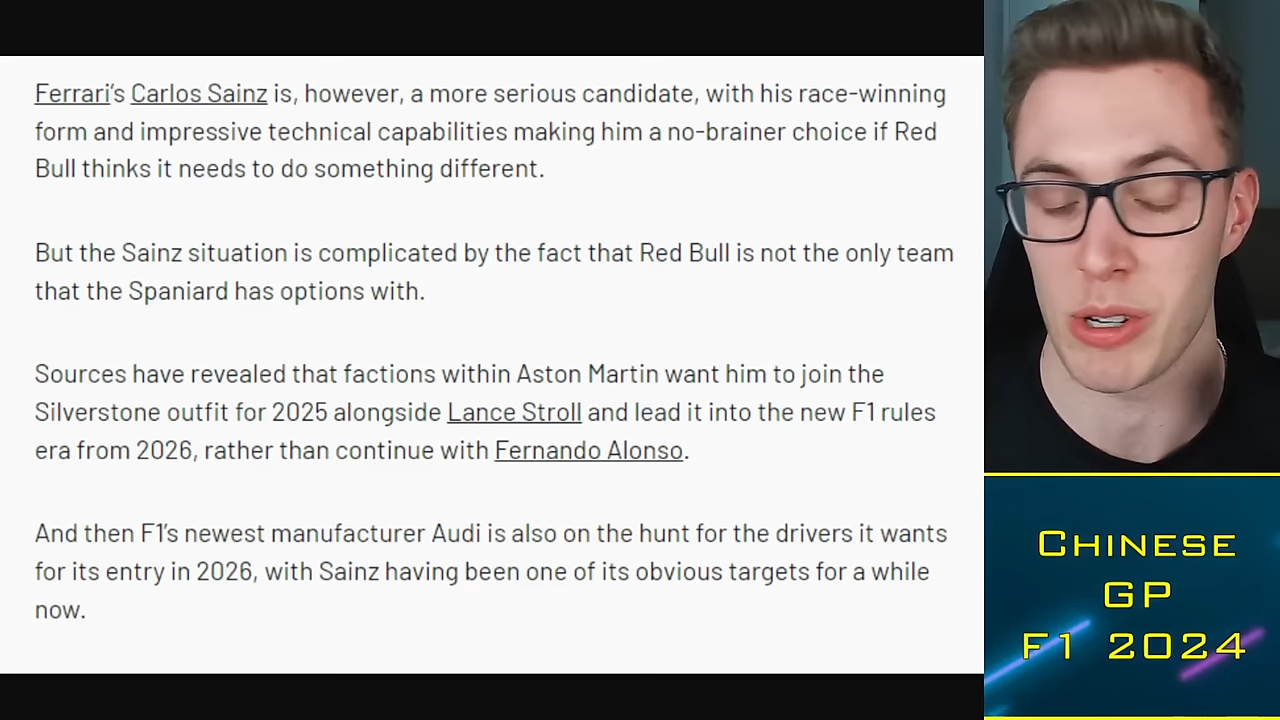 Ferrari's Carlos Sainz is, however, a more serious candidate, with his race-winning
form and impressive technical capabilities making him a no-brainer choice if Red
Bull thinks it needs to do something different.
But the Sainz situation is complicated by the fact that Red Bull is not the only team
that the Spaniard has options with.
Sources have revealed that factions within Aston Martin want him to join the
Silverstone outfit for 2025 alongside Lance Stroll and lead it into the new F1 rules
era from 2026, rather than continue with Fernando Alonso.
And then F1's newest manufacturer Audi is also on the hunt for the drivers it wants
for its entry in 2026, with Sainz having been one of its obvious targets for a while
now.
Chinese
GP
F1 2024